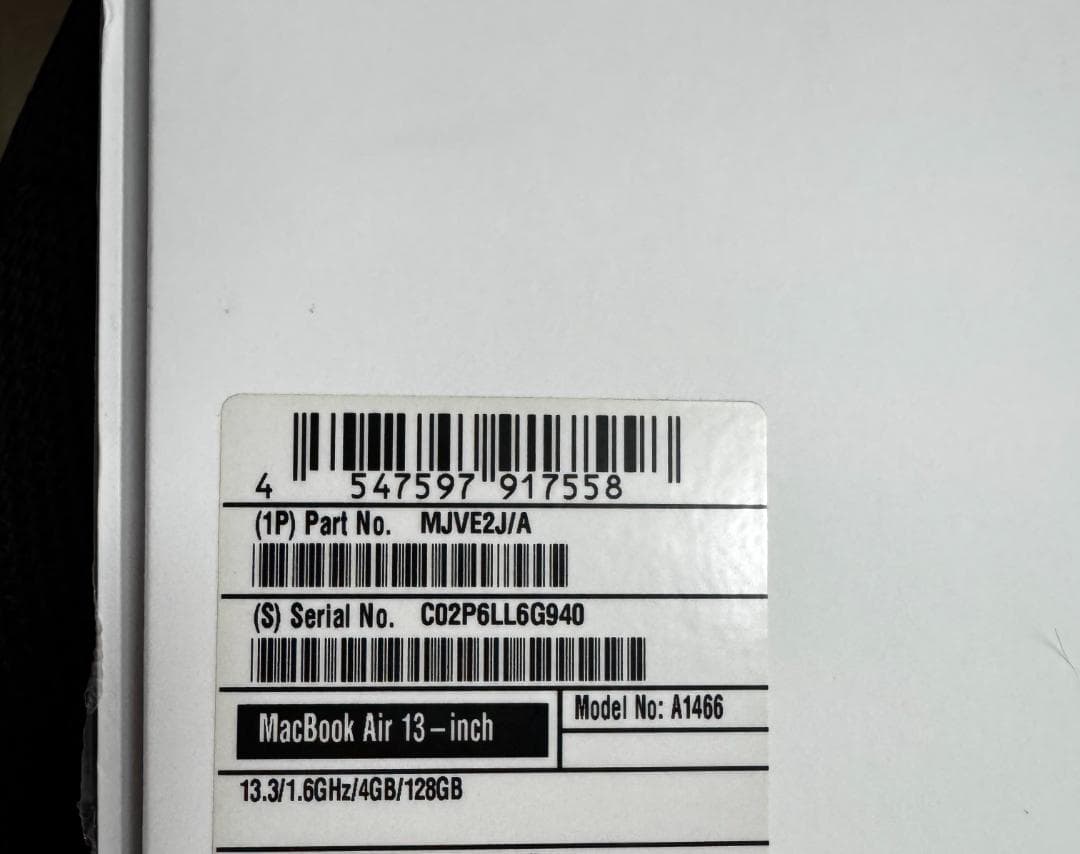 4 547597 917558
(1P) Part No. MJVE2J/A
(S) Serial No. C02P6LL6G940
MacBook Air 13-inch
Model No: A1466
13.3/1.6GHz/4GB/128GB